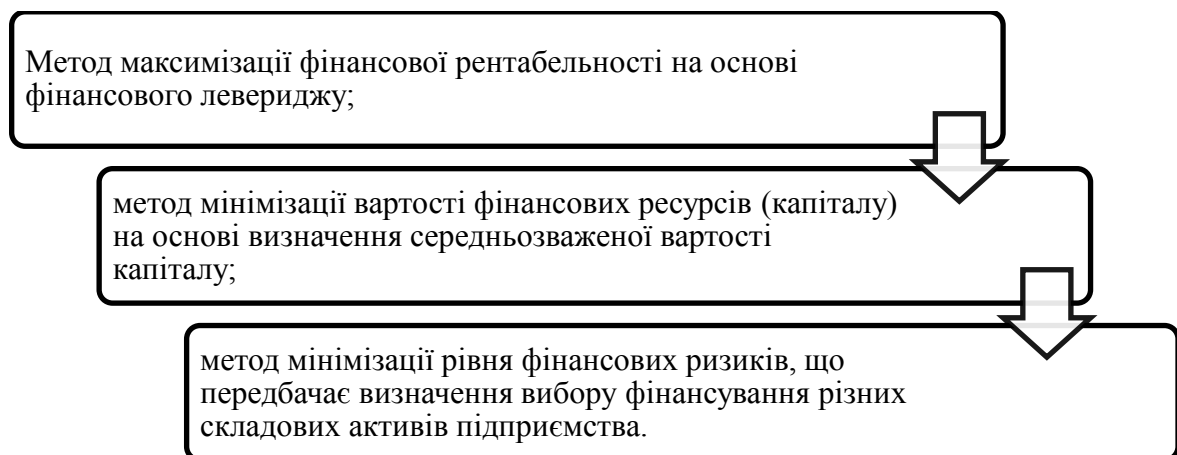 Метод максимізації фінансової рентабельності на основі
фінансового левериджу;
метод мінімізації вартості фінансових ресурсів (капіталу)
на основі визначення середньозваженої вартості
капіталу;
метод мінімізації рівня фінансових ризиків, що
передбачає визначення вибору фінансування різних
складових активів підприємства.